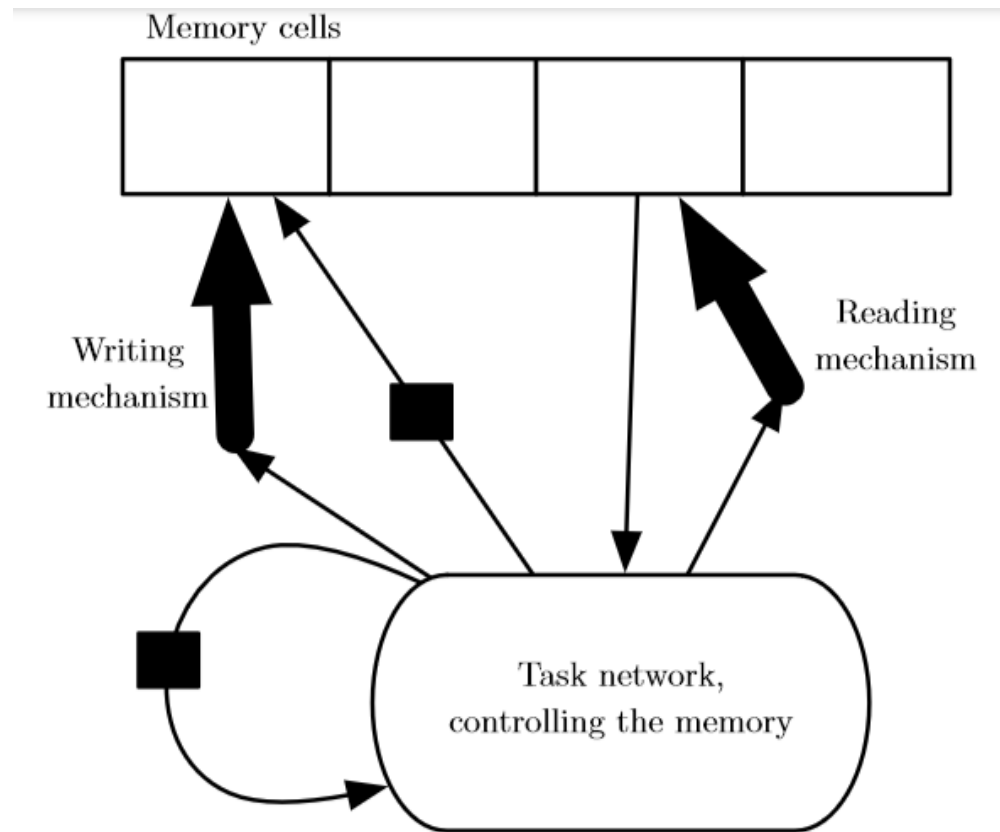 Memory cells
Writing
mechanism
Reading
mechanism
Task network,
controlling the memory